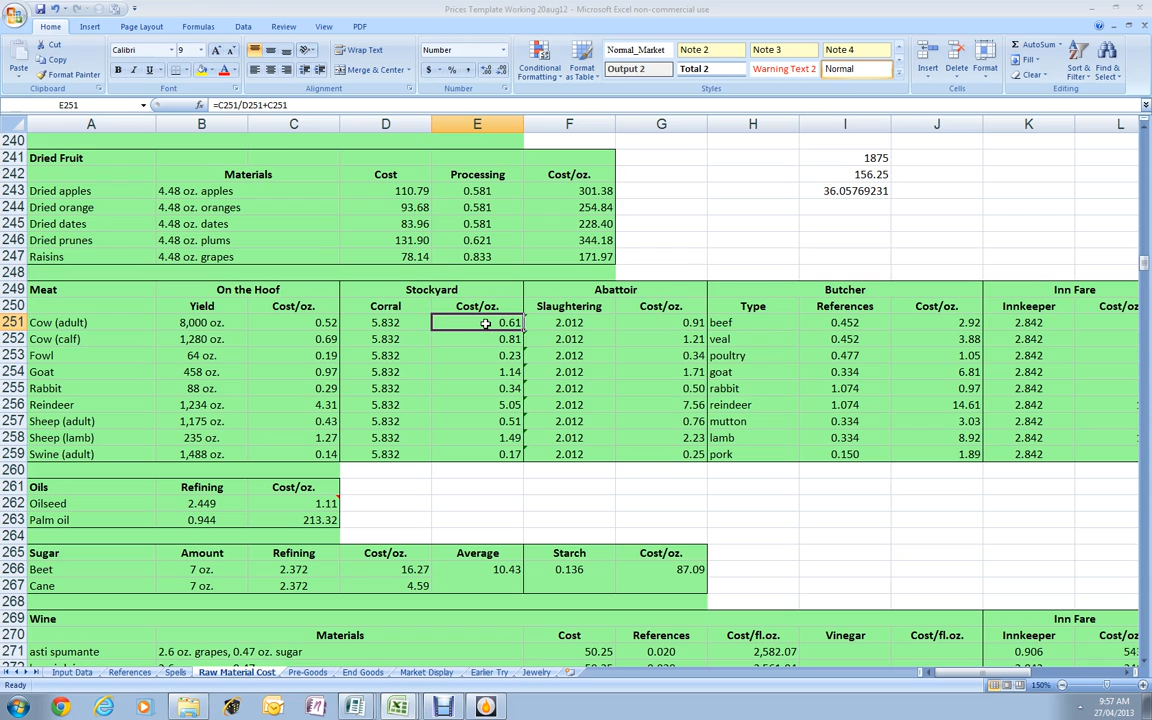 Prices Template Working 20aug12 - Microsoft Excel non-commercial use
Home Insert Page Layout Formulas Data Review View PDF
Cut Copy Format Painter Paste Clipboard
Calibri 9 A A B I U A Font
Wrap Text Merge & Center Alignment
Number $ % , Number
Conditional Formatting Format as Table
Normal_Market Note 2 Note 3 Note 4
Output 2 Total 2 Warning Text 2 Normal
Styles
Insert Delete Format Cells
AutoSum Fill Clear Sort & Filter Find & Select Editing
E251 fx =C251/D251+C251
A B C D E F G H I J K L
240
241 Dried Fruit 1875
242 Materials Cost Processing Cost/oz. 156.25
243 Dried apples 4.48 oz. apples 110.79 0.581 301.38 36.05769231
244 Dried orange 4.48 oz. oranges 93.68 0.581 254.84
245 Dried dates 4.48 oz. dates 83.96 0.581 228.40
246 Dried prunes 4.48 oz. plums 131.90 0.621 344.18
247 Raisins 4.48 oz. grapes 78.14 0.833 171.97
248
249 Meat On the Hoof Stockyard Abattoir Butcher Inn Fare
250 Yield Cost/oz. Corral Cost/oz. Slaughtering Cost/oz. Type References Cost/oz. Innkeeper Cost/oz.
251 Cow (adult) 8,000 oz. 0.52 5.832 0.61 2.012 0.91 beef 0.452 2.92 2.842
252 Cow (calf) 1,280 oz. 0.69 5.832 0.81 2.012 1.21 veal 0.452 3.88 2.842
253 Fowl 64 oz. 0.19 5.832 0.23 2.012 0.34 poultry 0.477 1.05 2.842
254 Goat 458 oz. 0.97 5.832 1.14 2.012 1.71 goat 0.334 6.81 2.842
255 Rabbit 88 oz. 0.29 5.832 0.34 2.012 0.50 rabbit 1.074 0.97 2.842
256 Reindeer 1,234 oz. 4.31 5.832 5.05 2.012 7.56 reindeer 1.074 14.61 2.842
257 Sheep (adult) 1,175 oz. 0.43 5.832 0.51 2.012 0.76 mutton 0.334 3.03 2.842
258 Sheep (lamb) 235 oz. 1.27 5.832 1.49 2.012 2.23 lamb 0.334 8.92 2.842
259 Swine (adult) 1,488 oz. 0.14 5.832 0.17 2.012 0.25 pork 0.150 1.89 2.842
260
261 Oils Refining Cost/oz.
262 Oilseed 2.449 1.11
263 Palm oil 0.944 213.32
264
265 Sugar Amount Refining Cost/oz. Average Starch Cost/oz.
266 Beet 7 oz. 2.372 16.27 10.43 0.136 87.09
267 Cane 7 oz. 2.372 4.59
268
269 Wine Inn Fare
270 Materials Cost References Cost/fl.oz. Vinegar Cost/fl.oz. Innkeeper
271 asti spumante 2.6 oz. grapes, 0.47 oz. sugar 50.25 0.020 2,582.07 0.906
Input Data References Spells Raw Material Cost Pre-Goods End Goods Market Display Earlier Try Jewelry
Ready 150%
9:57 AM
27/04/2013